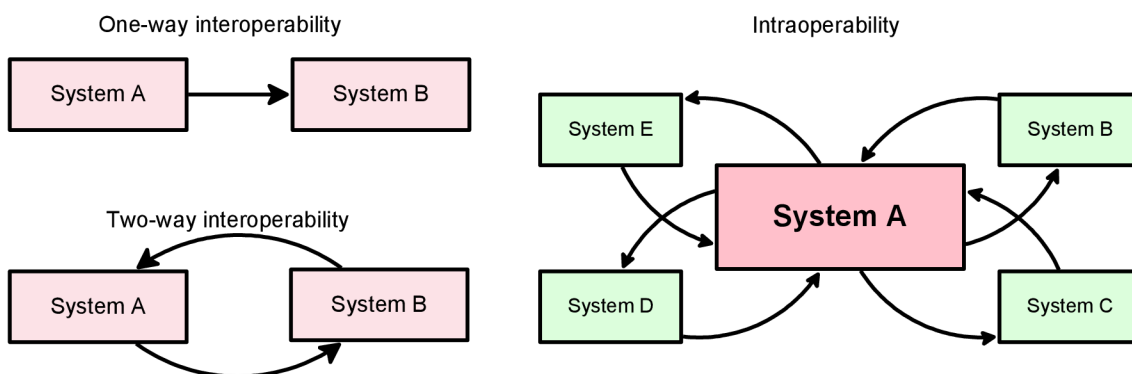 One-way interoperability
System A
System B
Two-way interoperability
System A
System B
Intraoperability
System E
System B
System A
System D
System C